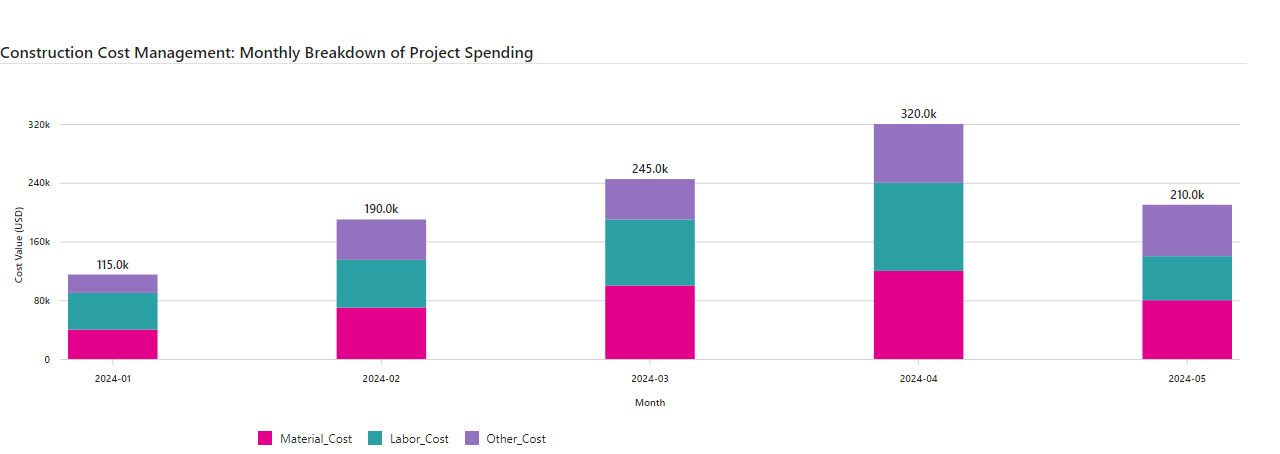 Construction Cost Management: Monthly Breakdown of Project Spending
320.0k
320k
245.0k
240k
210.0k
190.0k
160k
115.0k
80k
0
Cost Value (USD)
2024-01 2024-02 2024-03 2024-04 2024-05
Month
Material_Cost Labor_Cost Other_Cost